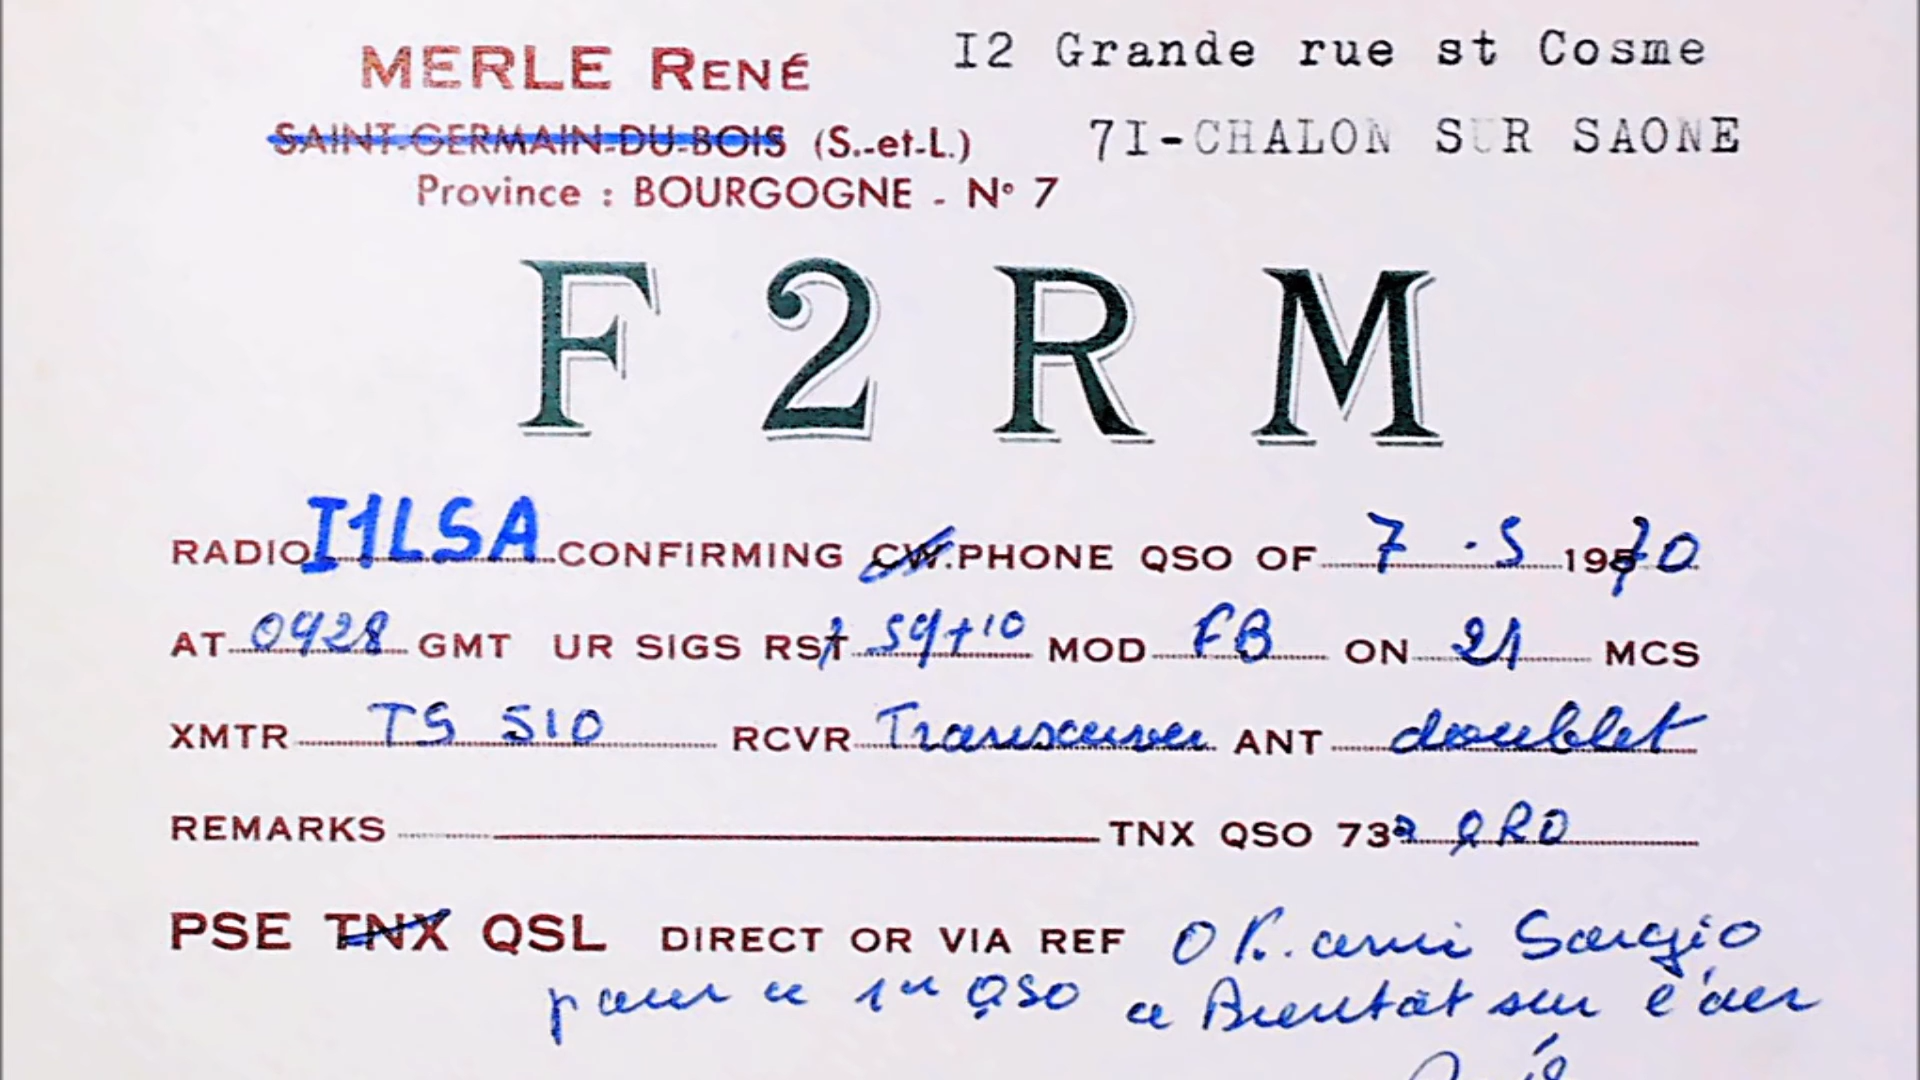 MERLE RENÉ I2 Grande rue st Cosme
SAINT-GERMAIN-DU-BOIS (S.-et-L.) 7I-CHALON SUR SAONE
Province : BOURGOGNE - N° 7
F2RM
RADIO I1LSA CONFIRMING CW.PHONE QSO OF 7 .5 1970
AT 0928 GMT UR SIGS RST 59+10 MOD FB ON 21 MCS
XMTR TS 510 RCVR Transceiver ANT doublet
REMARKS TNX QSO 73 QRO
PSE TNX QSL DIRECT OR VIA REF OK. ami Sergio
pour ce 1er QSO a Bientôt sur l'air